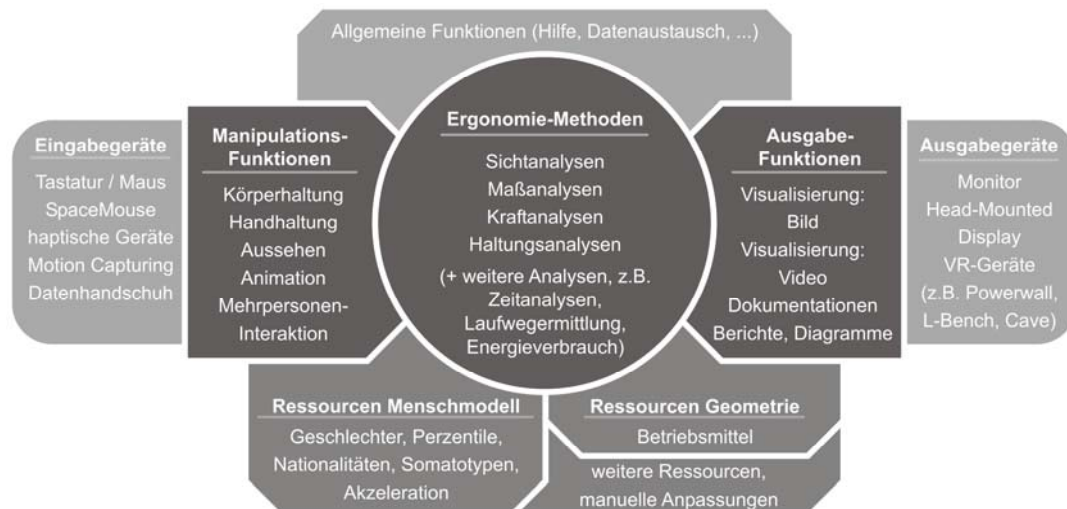 Allgemeine Funktionen (Hilfe, Datenaustausch, ...)
Eingabegeräte
Tastatur / Maus
SpaceMouse
haptische Geräte
Motion Capturing
Datenhandschuh
Manipulations-
Funktionen
Körperhaltung
Handhaltung
Aussehen
Animation
Mehrpersonen-
Interaktion
Ergonomie-Methoden
Sichtanalysen
Maßanalysen
Kraftanalysen
Haltungsanalysen
(+ weitere Analysen, z.B.
Zeitanalysen,
Laufwegermittlung,
Energieverbrauch)
Ausgabe-
Funktionen
Visualisierung:
Bild
Visualisierung:
Video
Dokumentationen
Berichte, Diagramme
Ausgabegeräte
Monitor
Head-Mounted
Display
VR-Geräte
(z.B. Powerwall,
L-Bench, Cave)
Ressourcen Menschmodell
Geschlechter, Perzentile,
Nationalitäten, Somatotypen,
Akzeleration
Ressourcen Geometrie
Betriebsmittel
weitere Ressourcen,
manuelle Anpassungen